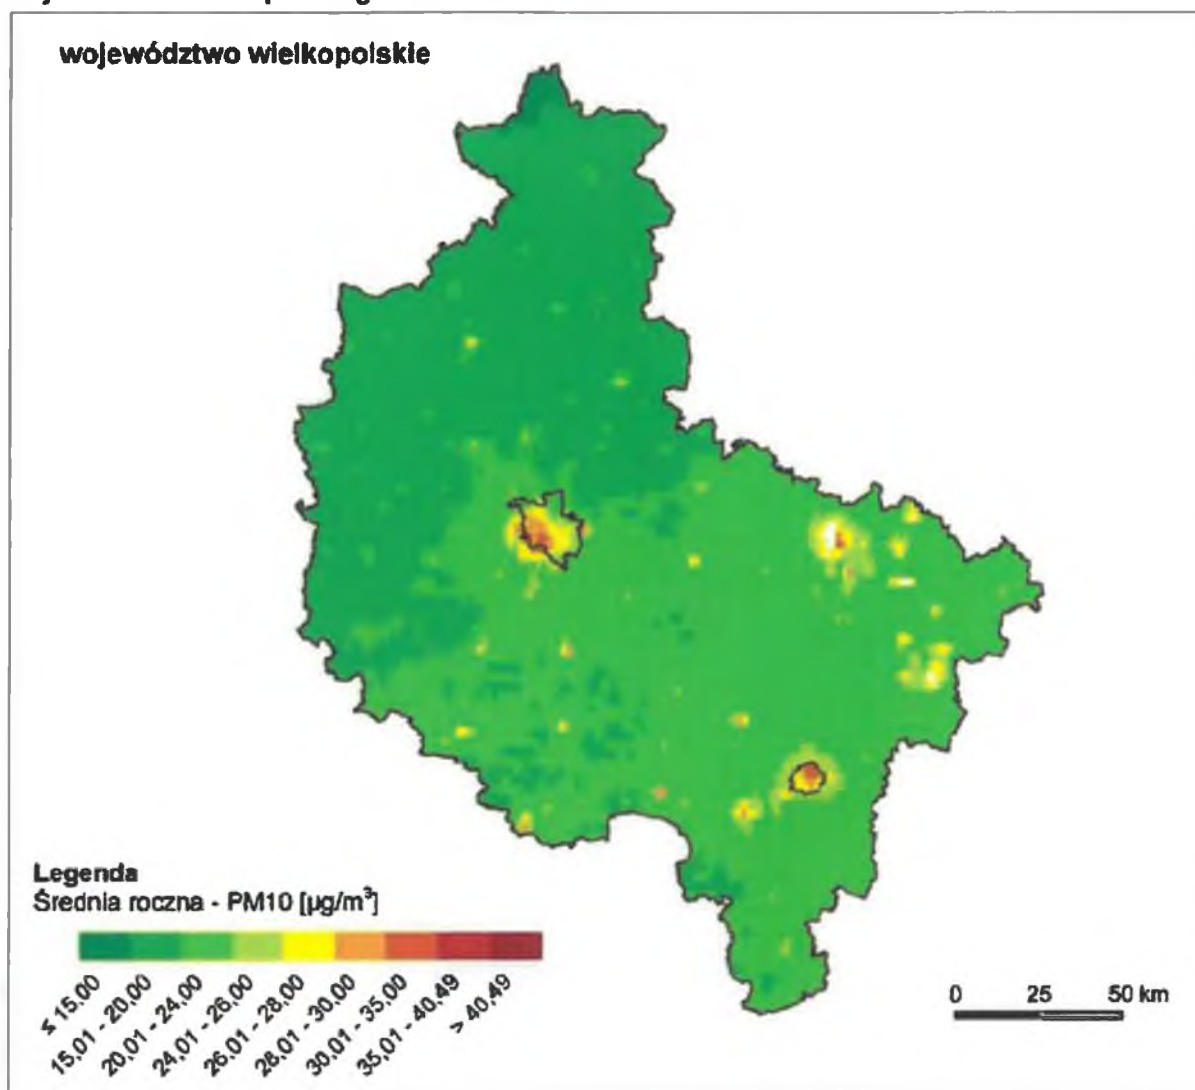 województwo wielkopolskie
Legenda
Średnia roczna - PM10 [µg/m³]
≤ 15,00
15,01 - 20,00
20,01 - 24,00
24,01 - 26,00
26,01 - 28,00
28,01 - 30,00
30,01 - 35,00
35,01 - 40,49
> 40,49
0 25 50 km